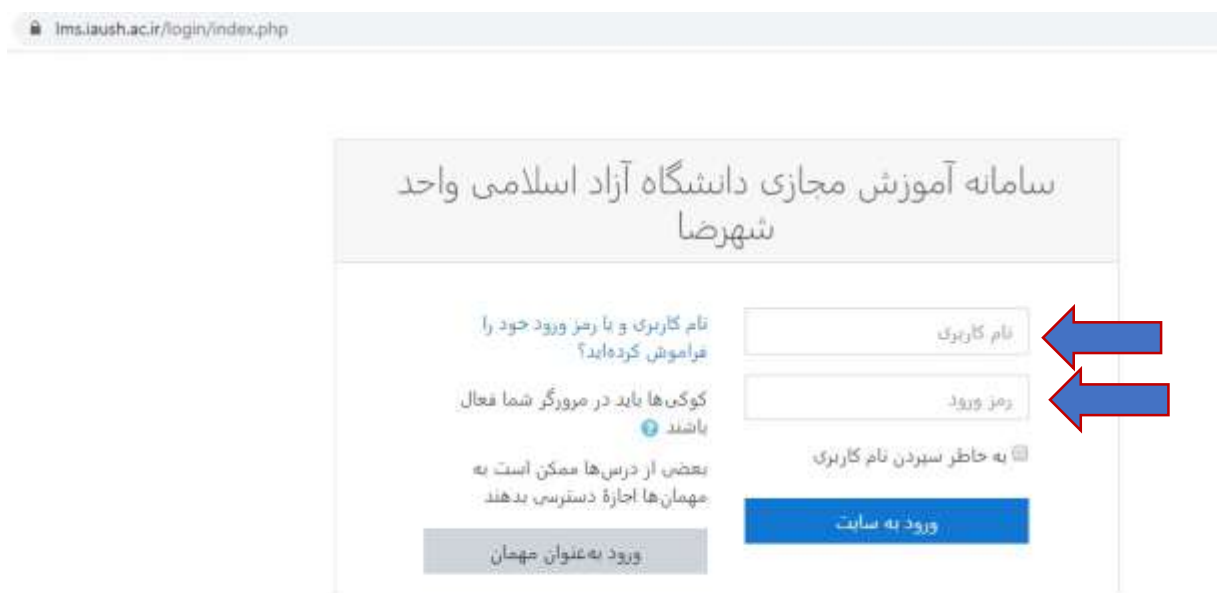 lms.iaush.ac.ir/login/index.php
سامانه آموزش مجازی دانشگاه آزاد اسلامی واحد
شهرضا
نام کاربری
رمز ورود
به خاطر سپردن نام کاربری
ورود به سایت
نام کاربری و یا رمز ورود خود را
فراموش کرده‌اید؟
کوکی‌ها باید در مرورگر شما فعال
باشند
بعضی از درس‌ها ممکن است به
مهمان‌ها اجازهٔ دسترسی بدهند
ورود به‌عنوان مهمان